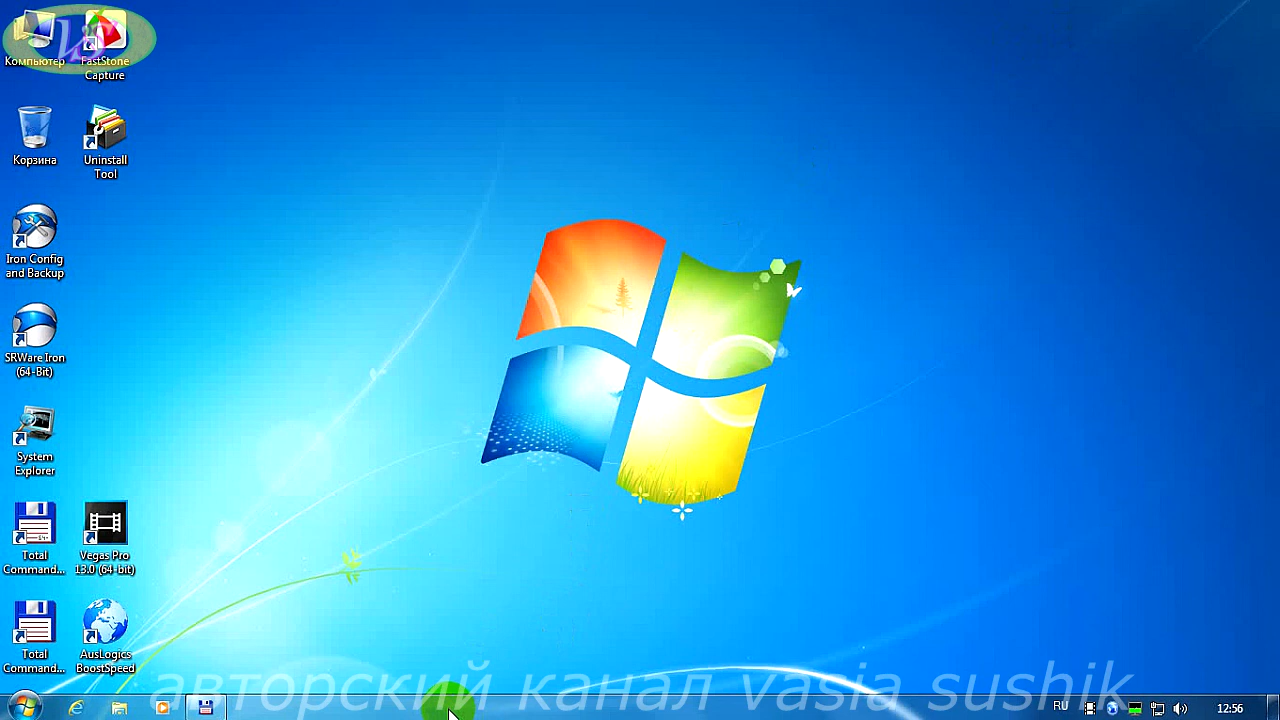 Компьютер
FastStone
Capture
Корзина
Uninstall
Tool
Iron Config
and Backup
SRWare Iron
(64-Bit)
System
Explorer
Total
Command...
Vegas Pro
13.0 (64-bit)
Total
Command...
AusLogics
BoostSpeed
авторский канал vasia sushik
RU
12:56